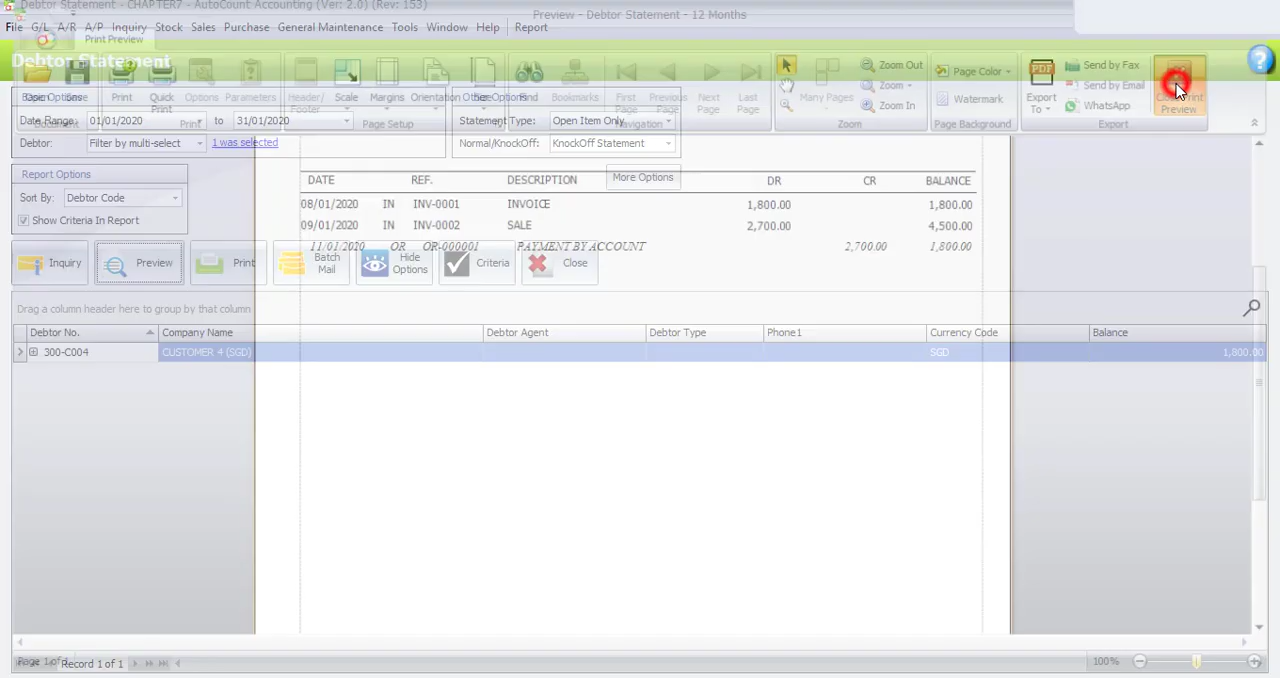 Debtor Statement - CHAPTER7 - AutoCount Accounting (Ver: 2.0) (Rev: 153)
Preview - Debtor Statement - 12 Months
File G/L A/R A/P Inquiry Stock Sales Purchase General Maintenance Tools Window Help Report
Print Preview
Debtor Statement
Open Save Print Quick Print Options Parameters Header/ Footer Scale Margins Orientation Size Find Bookmarks First Page Previous Page Next Page Last Page Many Pages Zoom Out Zoom Zoom In Page Color Watermark Export To Send by Fax Send by Email WhatsApp Close Print Preview
Document Print Page Setup Navigation Zoom Page Background Export
Basic Options Other Options
Date Range: 01/01/2020 to 31/01/2020 Statement Type: Open Item Only
Debtor: Filter by multi-select 1 was selected Normal/KnockOff: KnockOff Statement
Report Options More Options
Sort By: Debtor Code
Show Criteria In Report
DATE REF. DESCRIPTION DR CR BALANCE
08/01/2020 IN INV-0001 INVOICE 1,800.00 1,800.00
09/01/2020 IN INV-0002 SALE 2,700.00 4,500.00
11/01/2020 OR OR-000001 PAYMENT BY ACCOUNT 2,700.00 1,800.00
Inquiry Preview Print Batch Mail Hide Options Criteria Close
Drag a column header here to group by that column
Debtor No. Company Name Debtor Agent Debtor Type Phone1 Currency Code Balance
300-C004 CUSTOMER 4 (SGD) SGD 1,800.00
Page 1 of 1 Record 1 of 1 100%